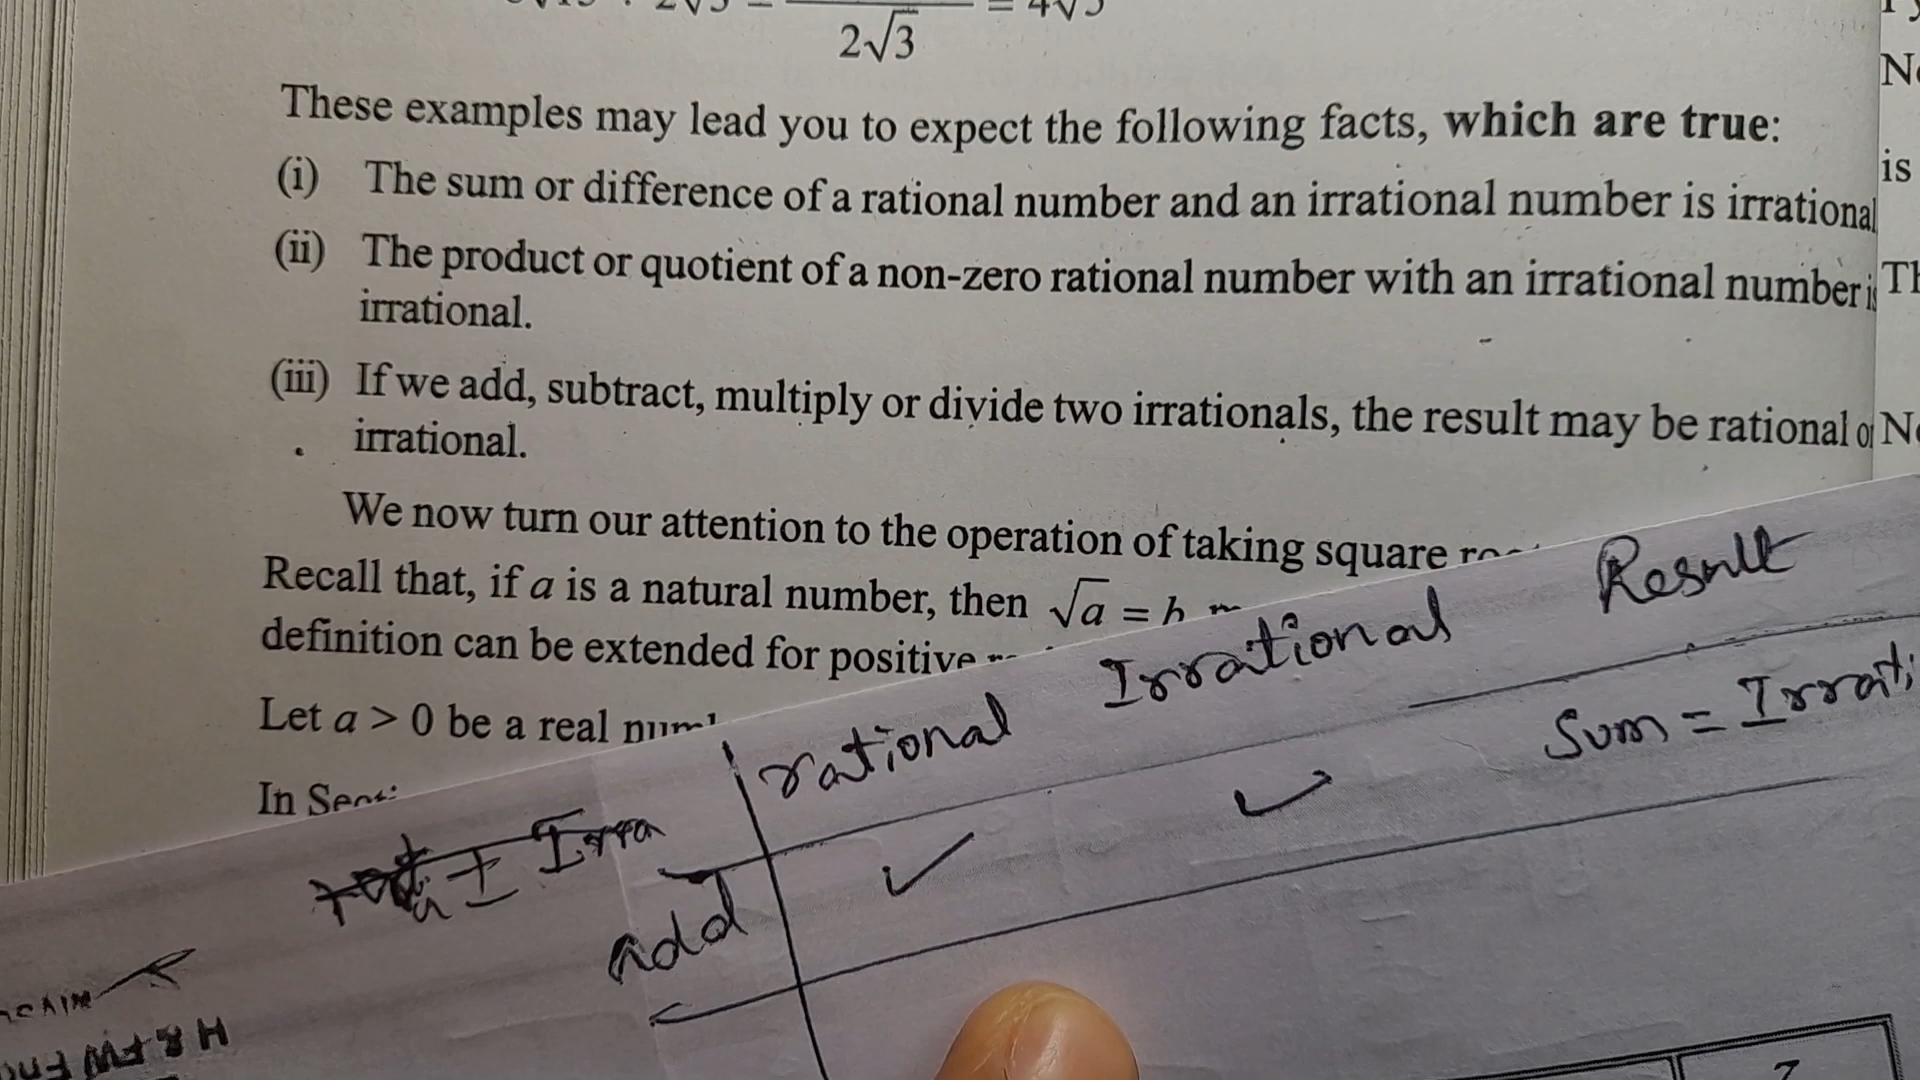 2√3
These examples may lead you to expect the following facts, which are true:
(i) The sum or difference of a rational number and an irrational number is irrational
(ii) The product or quotient of a non-zero rational number with an irrational number is
irrational.
(iii) If we add, subtract, multiply or divide two irrationals, the result may be rational or
irrational.
We now turn our attention to the operation of taking square
Recall that, if a is a natural number, then √a = b
definition can be extended for positive
Let a > 0 be a real
In
rational Irrational Result
± Irra
add ✓ ✓ Sum = Irrati